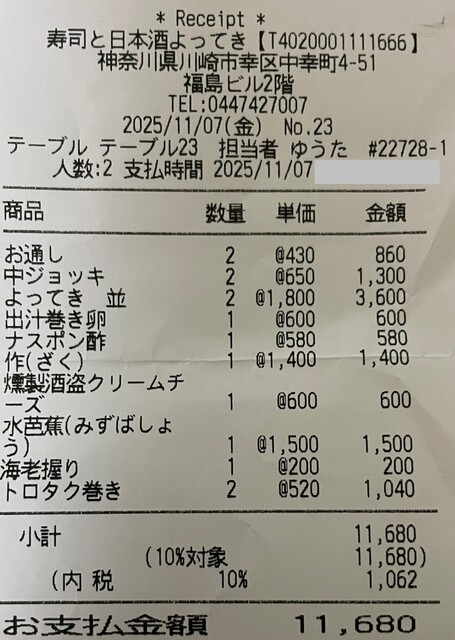 * Receipt *
寿司と日本酒よってき【T4020001111666】
神奈川県川崎市幸区中幸町4-51
福島ビル2階
TEL:0447427007
2025/11/07(金) No.23
テーブル テーブル23 担当者 ゆうた #22728-1
人数:2 支払時間 2025/11/07
商品 数量 単価 金額
お通し 2 @430 860
中ジョッキ 2 @650 1,300
よってき 並 2 @1,800 3,600
出汁巻き卵 1 @600 600
ナスポン酢 1 @580 580
作(ざく) 1 @1,400 1,400
燻製酒盗クリームチ
ーズ 1 @600 600
水芭蕉(みずばしょ
う) 1 @1,500 1,500
海老握り 1 @200 200
トロタク巻き 2 @520 1,040
小計 11,680
(10%対象 11,680)
(内 税 10% 1,062
お支払金額 11,680